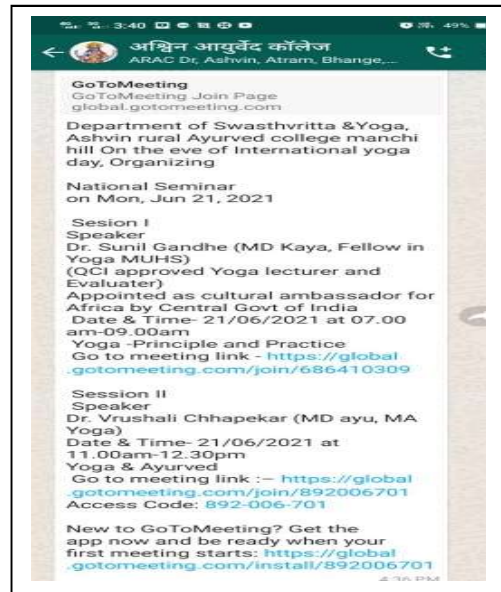 3:40
49%
अश्विन आयुर्वेद कॉलेज
ARAC Dr, Ashvin, Atram, Bhange,...
GoToMeeting
GoToMeeting Join Page
global.gotomeeting.com
Department of Swasthvritta &Yoga,
Ashvin rural Ayurved college manchi
hill On the eve of International yoga
day, Organizing
National Seminar
on Mon, Jun 21, 2021
Sesion I
Speaker
Dr. Sunil Gandhe (MD Kaya, Fellow in
Yoga MUHS)
(QCI approved Yoga lecturer and
Evaluater)
Appointed as cultural ambassador for
Africa by Central Govt of India
Date & Time- 21/06/2021 at 07.00
am-09.00am
Yoga -Principle and Practice
Go to meeting link - https://global
.gotomeeting.com/join/686410309
Session II
Speaker
Dr. Vrushali Chhapekar (MD ayu, MA
Yoga)
Date & Time- 21/06/2021 at
11.00am-12.30pm
Yoga & Ayurved
Go to meeting link :– https://global
.gotomeeting.com/join/892006701
Access Code: 892-006-701
New to GoToMeeting? Get the
app now and be ready when your
first meeting starts: https://global
.gotomeeting.com/install/892006701
4:36 PM